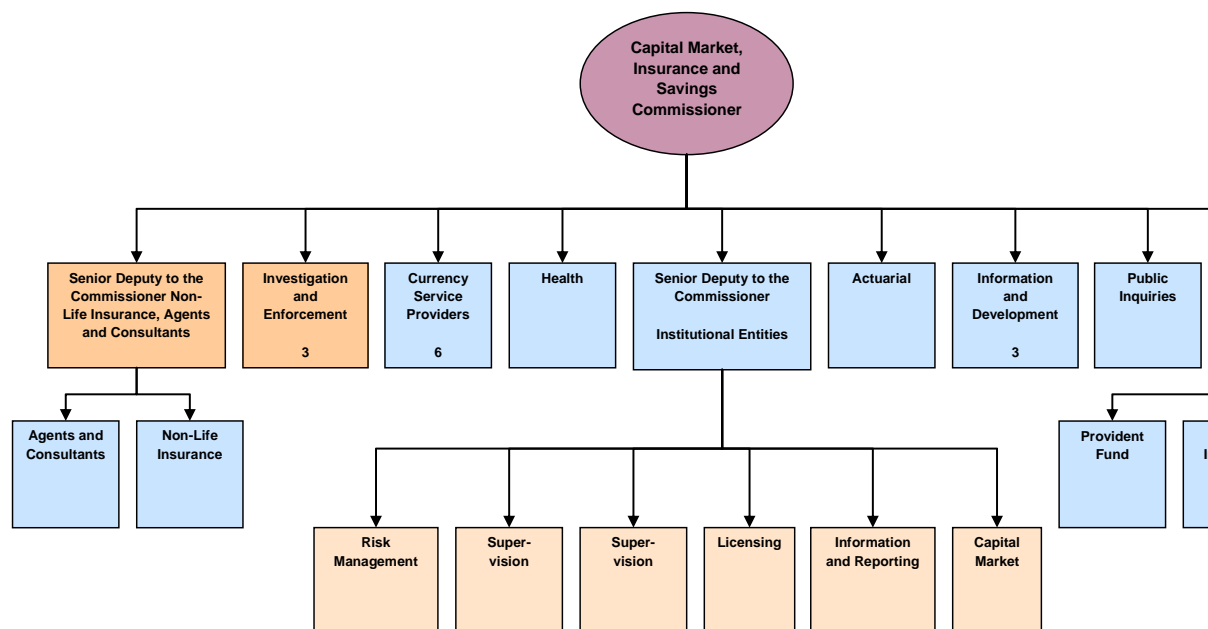 Capital Market,
Insurance and
Savings
Commissioner
Senior Deputy to the
Commissioner Non-
Life Insurance, Agents
and Consultants
Investigation
and
Enforcement
3
Currency
Service
Providers
6
Health
Senior Deputy to the
Commissioner
Institutional Entities
Actuarial
Information
and
Development
3
Public
Inquiries
Agents and
Consultants
Non-Life
Insurance
Provident
Fund
Risk
Management
Super-
vision
Super-
vision
Licensing
Information
and Reporting
Capital
Market